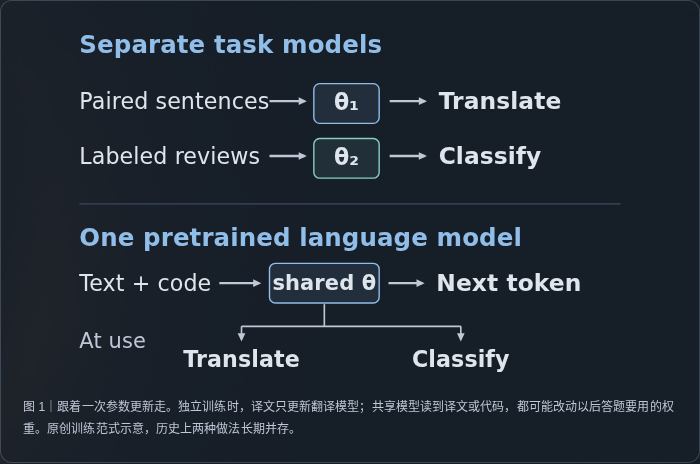 Separate task models
Paired sentences θ₁ Translate
Labeled reviews θ₂ Classify
One pretrained language model
Text + code shared θ Next token
At use
Translate Classify
图 1｜跟着一次参数更新走。独立训练时，译文只更新翻译模型；共享模型读到译文或代码，都可能改动以后答题要用的权
重。原创训练范式示意，历史上两种做法长期并存。